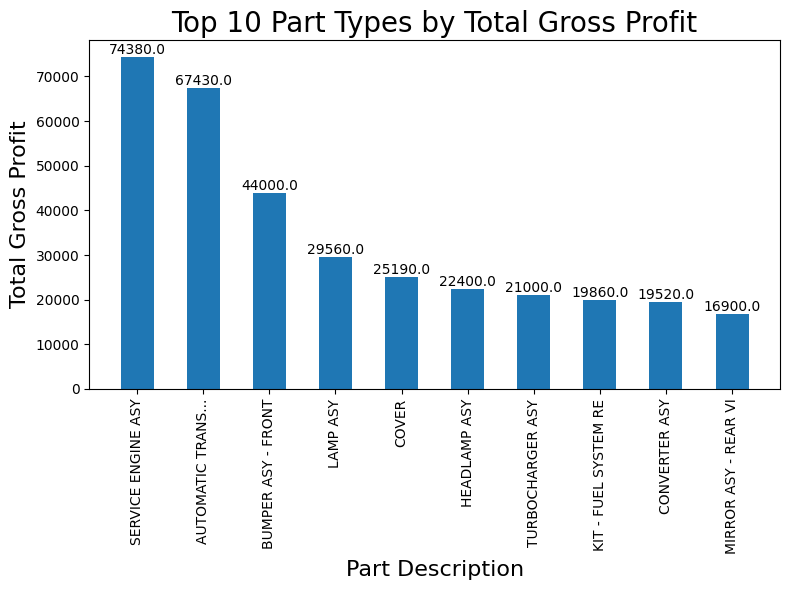 Top 10 Part Types by Total Gross Profit
74380.0
67430.0
44000.0
29560.0
25190.0
22400.0
21000.0
19860.0
19520.0
16900.0
Total Gross Profit
70000
60000
50000
40000
30000
20000
10000
0
SERVICE ENGINE ASY
AUTOMATIC TRANS...
BUMPER ASY - FRONT
LAMP ASY
COVER
HEADLAMP ASY
TURBOCHARGER ASY
KIT - FUEL SYSTEM RE
CONVERTER ASY
MIRROR ASY - REAR VI
Part Description